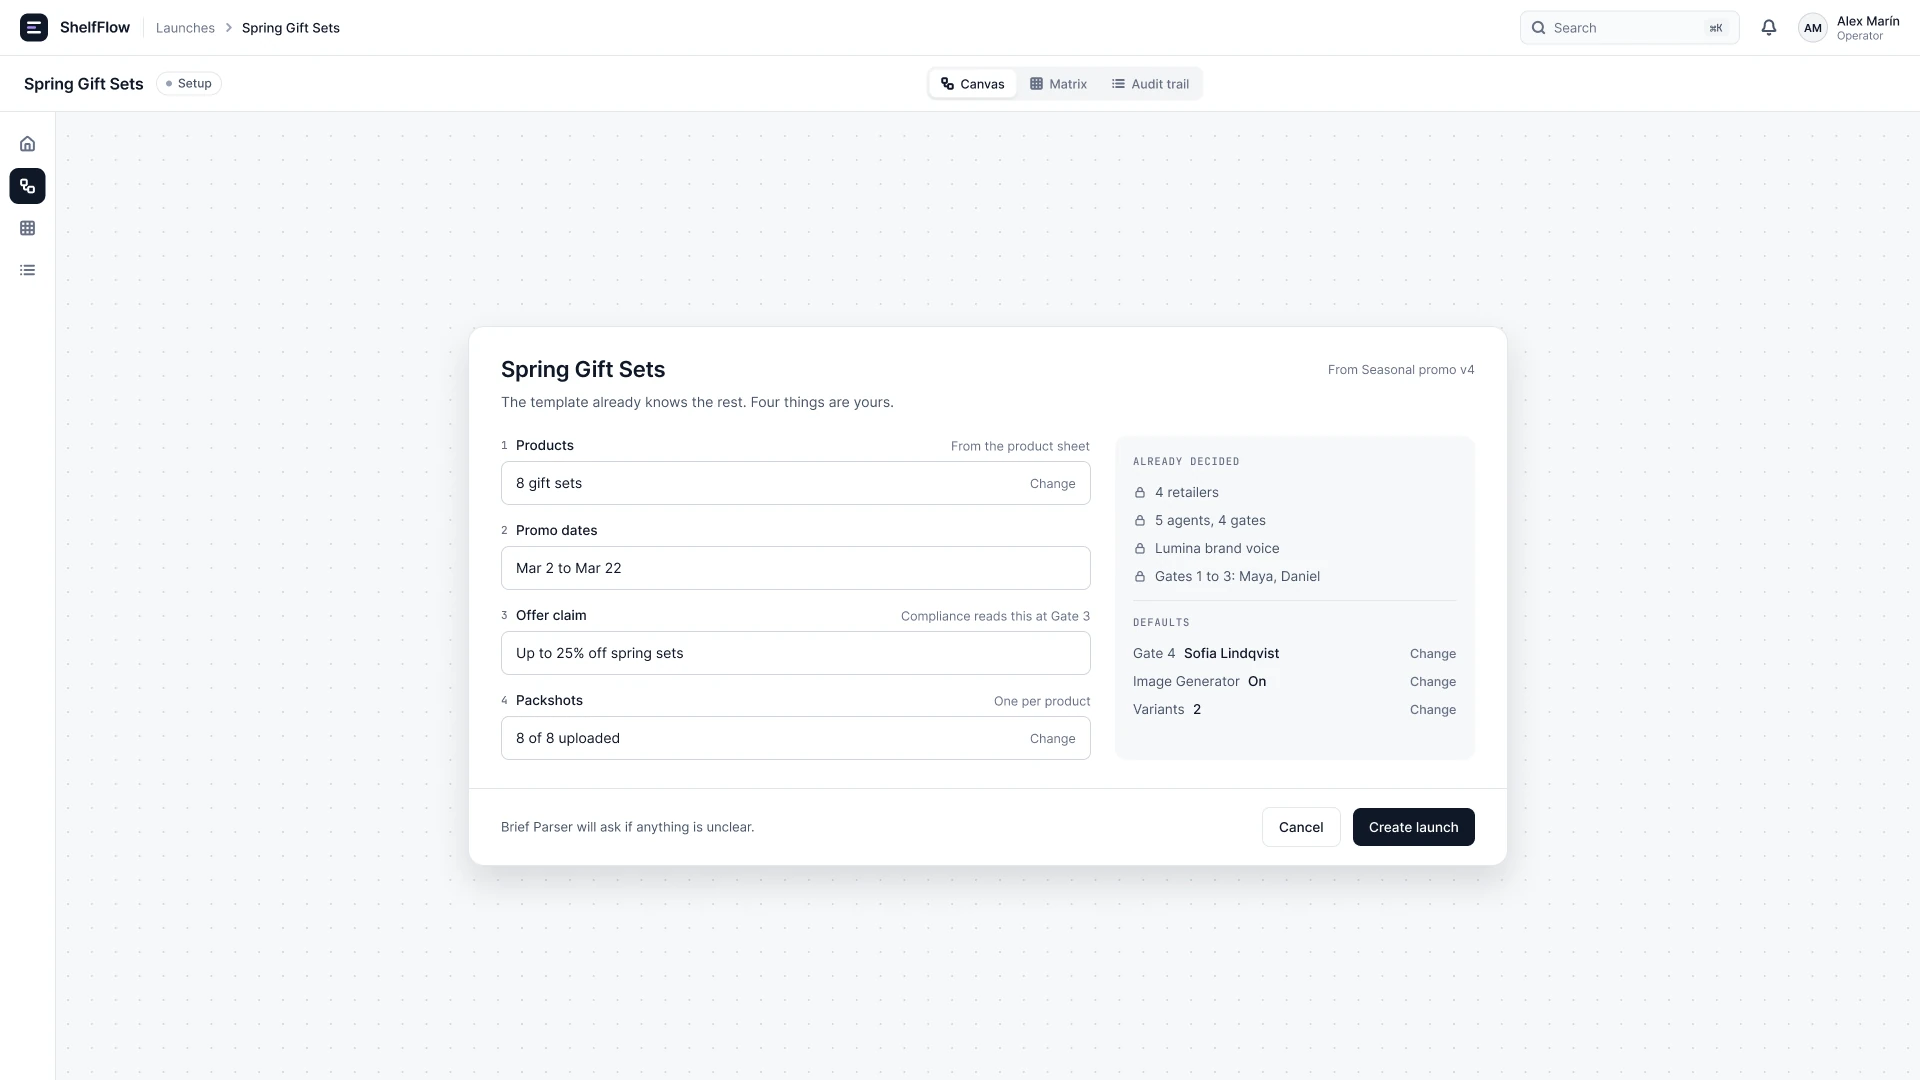 ShelfFlow Launches Spring Gift Sets Search ⌘K AM Alex Marín
Operator
Spring Gift Sets Setup Canvas Matrix Audit trail
Spring Gift Sets From Seasonal promo v4
The template already knows the rest. Four things are yours.
1 Products From the product sheet
8 gift sets Change
2 Promo dates
Mar 2 to Mar 22
3 Offer claim Compliance reads this at Gate 3
Up to 25% off spring sets
4 Packshots One per product
8 of 8 uploaded Change
ALREADY DECIDED
4 retailers
5 agents, 4 gates
Lumina brand voice
Gates 1 to 3: Maya, Daniel
DEFAULTS
Gate 4 Sofia Lindqvist Change
Image Generator On Change
Variants 2 Change
Brief Parser will ask if anything is unclear. Cancel Create launch